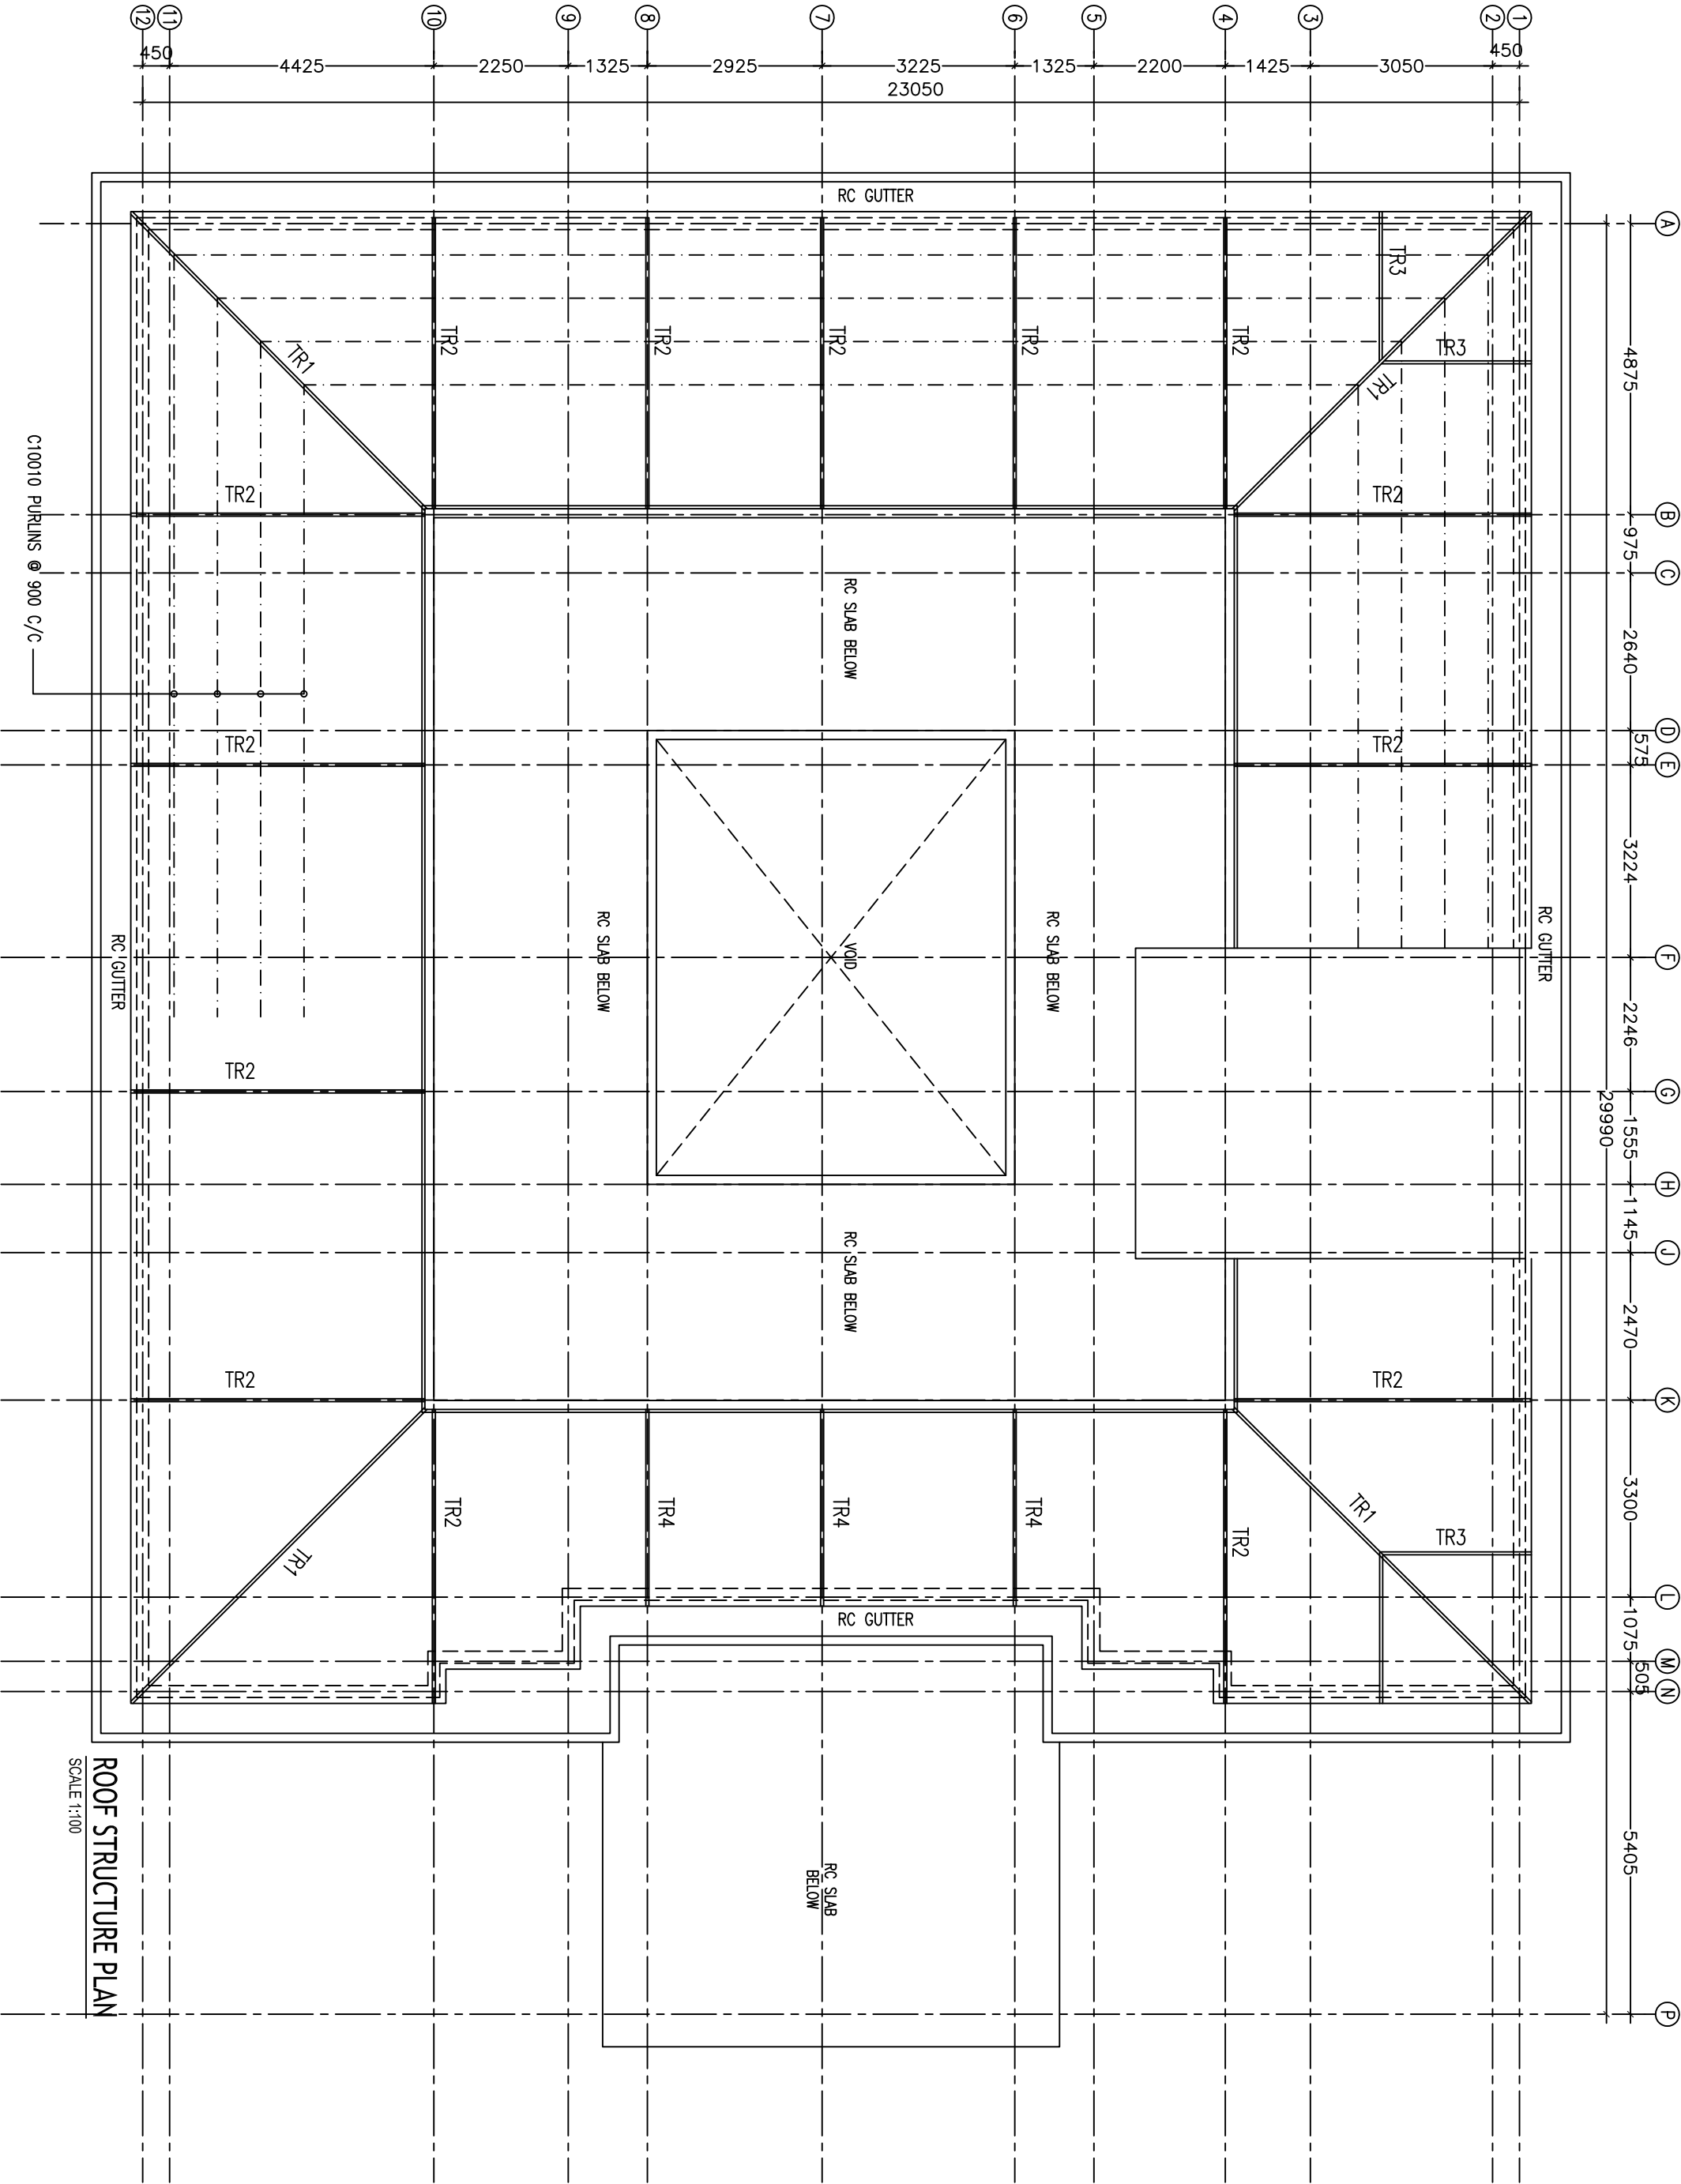 12
11
10
9
8
7
6
5
4
3
2
1
450
4425
2250
1325
2925
3225
1325
2200
1425
3050
450
23050
A
B
C
D
E
F
G
H
J
K
L
M
N
P
4875
975
2640
575
3224
2246
1555
1145
2470
3300
1075
505
5405
29990
RC GUTTER
TR3
TR3
TR1
TR2
TR2
TR2
TR2
TR2
TR1
TR2
TR2
C10010 PURLINS @ 900 C/C
RC SLAB BELOW
TR2
TR2
RC GUTTER
RC SLAB BELOW
VOID
RC SLAB BELOW
RC GUTTER
TR2
RC SLAB BELOW
TR2
TR2
TR1
TR3
TR2
TR4
TR4
TR4
TR2
TR1
RC GUTTER
RC SLAB
BELOW
ROOF STRUCTURE PLAN
SCALE 1:100